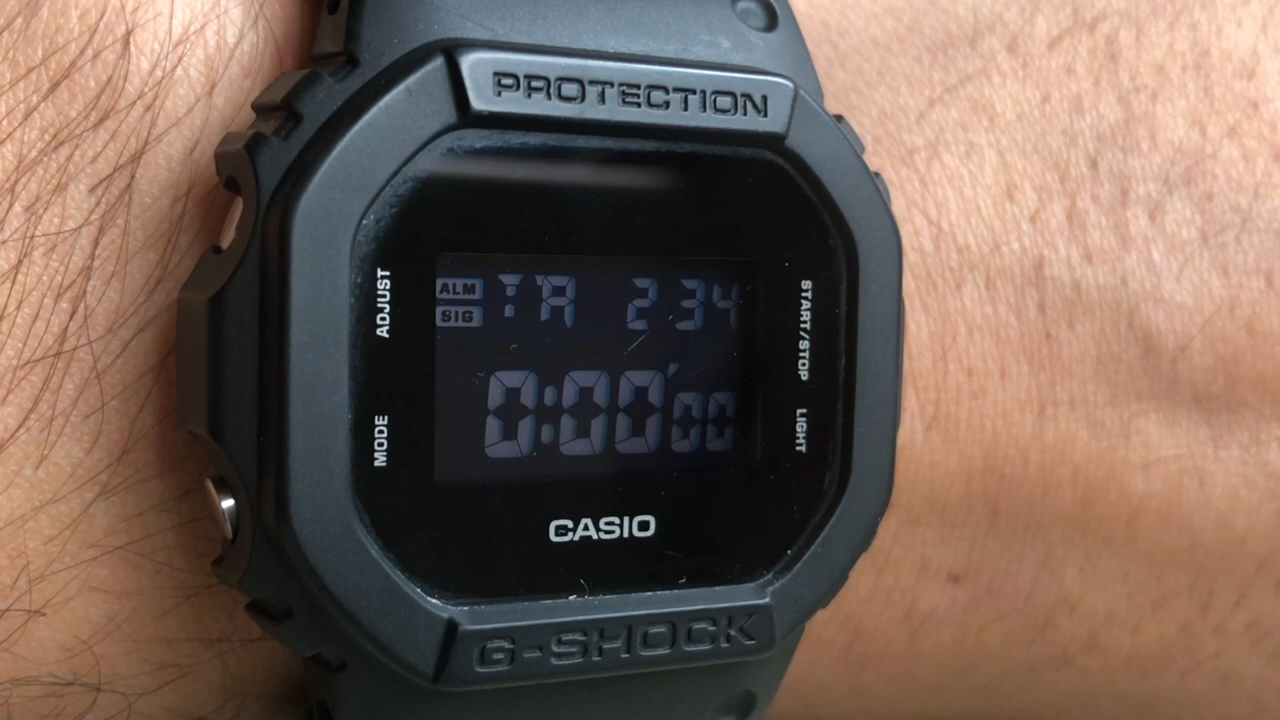 PROTECTION
ADJUST
START/STOP
ALM
SIG
TR 234
0:00'00
MODE
LIGHT
CASIO
G-SHOCK